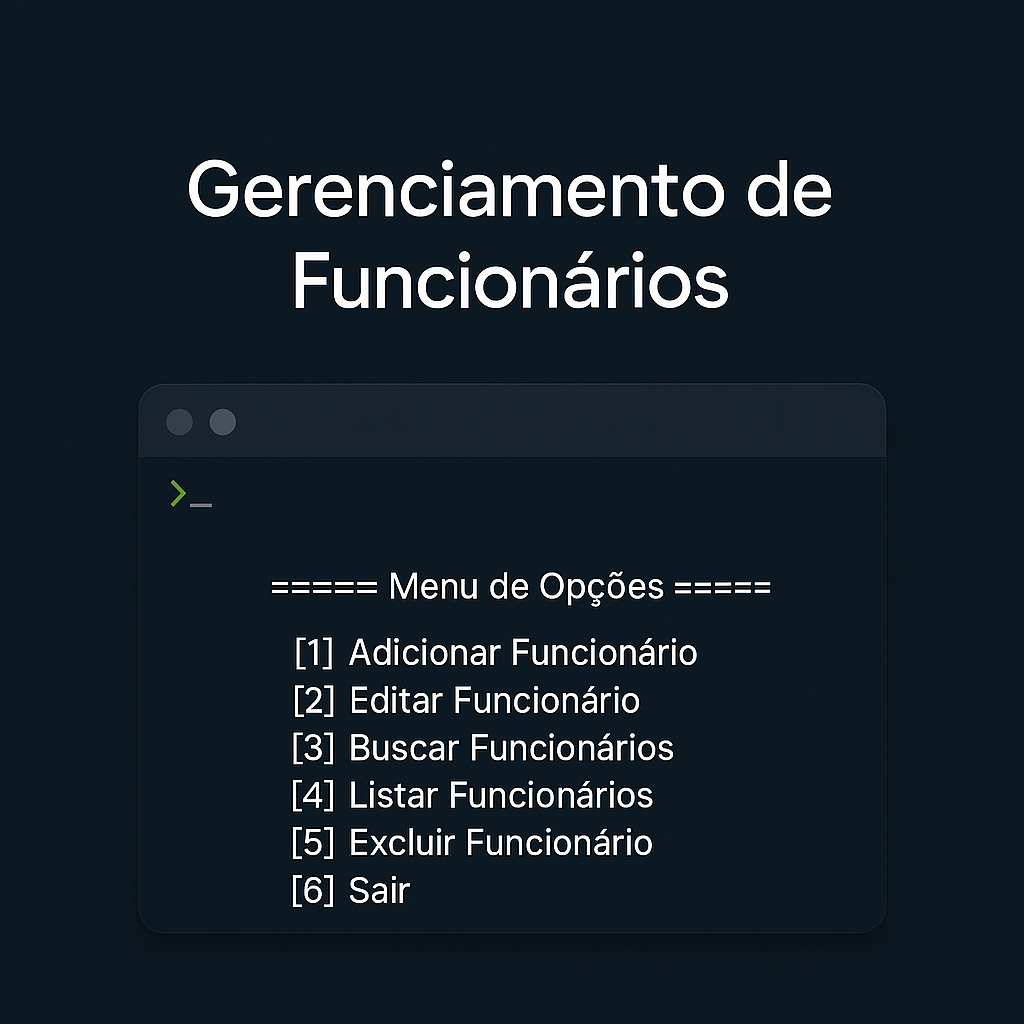 Gerenciamento de
Funcionários
>_
===== Menu de Opções =====
[1] Adicionar Funcionário
[2] Editar Funcionário
[3] Buscar Funcionários
[4] Listar Funcionários
[5] Excluir Funcionário
[6] Sair